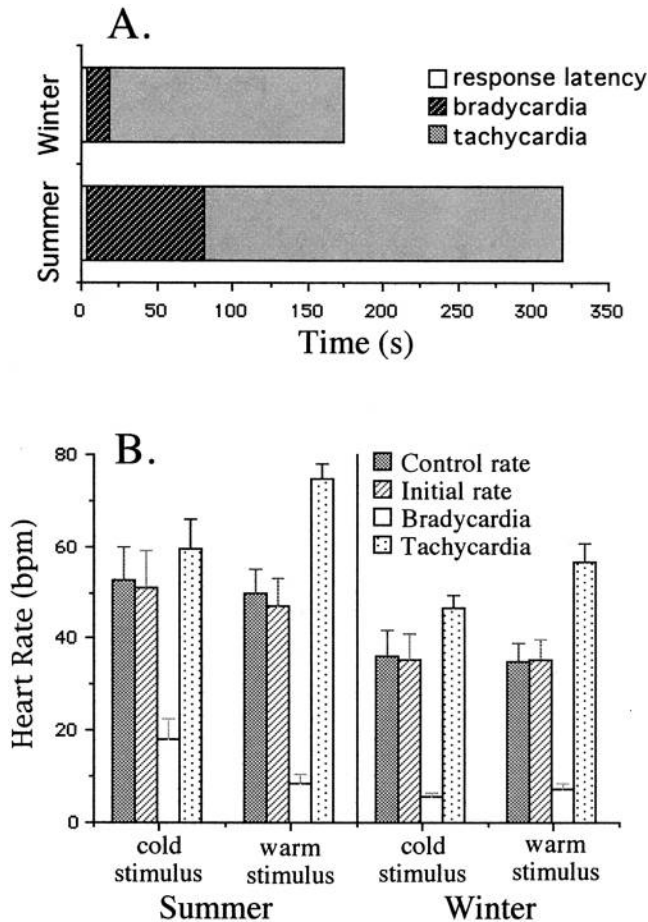 A.
Winter
Summer
response latency
bradycardia
tachycardia
0 50 100 150 200 250 300 350
Time (s)
B.
Heart Rate (bpm)
80
60
40
20
0
Control rate
Initial rate
Bradycardia
Tachycardia
cold stimulus
warm stimulus
cold stimulus
warm stimulus
Summer
Winter